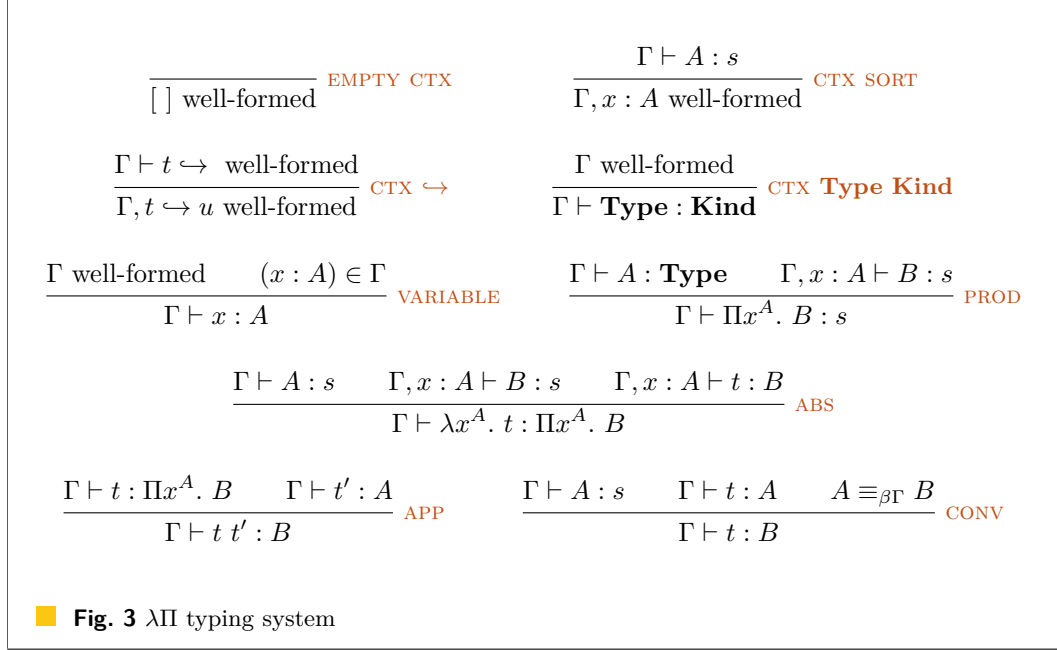 Γ ⊢ A : s
[ ] well-formed EMPTY CTX
Γ, x : A well-formed CTX SORT
Γ ⊢ t ↪ well-formed
Γ, t ↪ u well-formed CTX ↪
Γ well-formed
Γ ⊢ Type : Kind CTX Type Kind
Γ well-formed (x : A) ∈ Γ
Γ ⊢ x : A VARIABLE
Γ ⊢ A : Type Γ, x : A ⊢ B : s
Γ ⊢ Πx^A. B : s PROD
Γ ⊢ A : s Γ, x : A ⊢ B : s Γ, x : A ⊢ t : B
Γ ⊢ λx^A. t : Πx^A. B ABS
Γ ⊢ t : Πx^A. B Γ ⊢ t′ : A
Γ ⊢ t t′ : B APP
Γ ⊢ A : s Γ ⊢ t : A A ≡_βΓ B
Γ ⊢ t : B CONV
Fig. 3 λΠ typing system